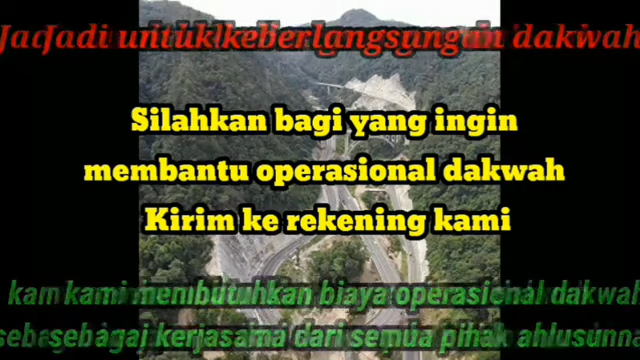 Jadi untuk keberlangsungan dakwah
Silahkan bagi yang ingin
membantu operasional dakwah
Kirim ke rekening kami
kami membutuhkan biaya operasional dakwah
sebagai kerjasama dari semua pihak ahlusunn